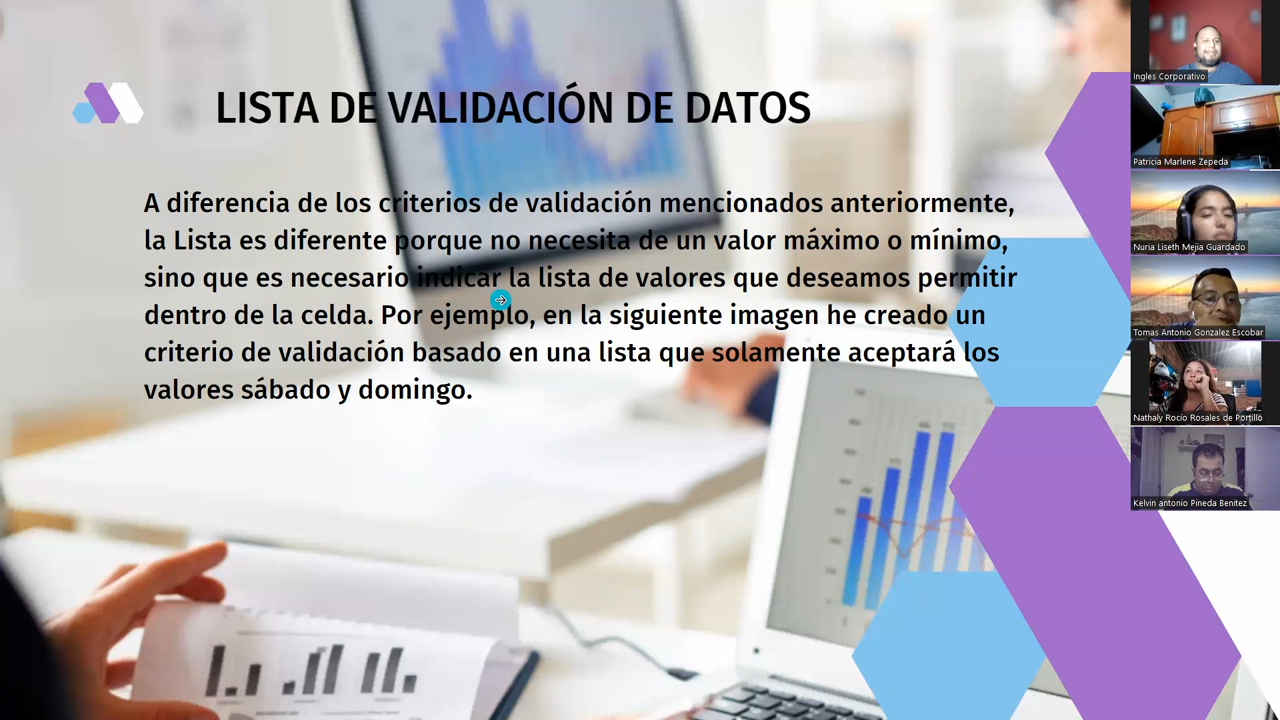 LISTA DE VALIDACIÓN DE DATOS
A diferencia de los criterios de validación mencionados anteriormente,
la Lista es diferente porque no necesita de un valor máximo o mínimo,
sino que es necesario indicar la lista de valores que deseamos permitir
dentro de la celda. Por ejemplo, en la siguiente imagen he creado un
criterio de validación basado en una lista que solamente aceptará los
valores sábado y domingo.
Ingles Corporativo
Patricia Marlene Zepeda
Nuria Liseth Mejia Guardado
Tomas Antonio Gonzalez Escobar
Nathaly Rocío Rosales de Portillo
Kelvin antonio Pineda Benitez